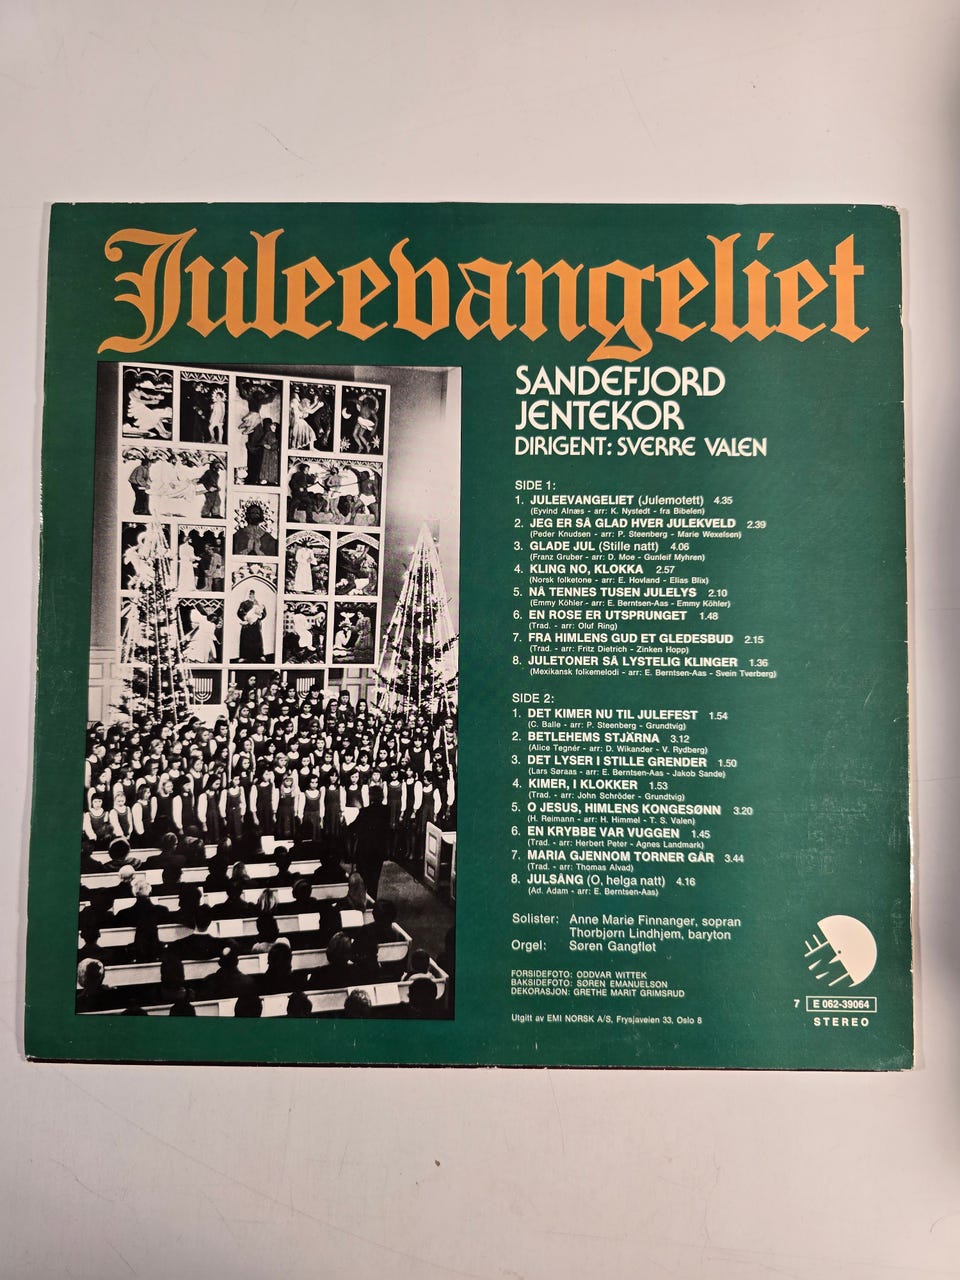 Juleevangeliet
SANDEFJORD
JENTEKOR
DIRIGENT: SVERRE VALEN
SIDE 1:
1. JULEEVANGELIET (Julemotett) 4.35
(Eyvind Alnæs - arr: K. Nystedt - fra Bibelen)
2. JEG ER SÅ GLAD HVER JULEKVELD 2.39
(Peder Knudsen - arr: P. Steenberg - Marie Wexelsen)
3. GLADE JUL (Stille natt) 4.06
(Franz Gruber - arr: D. Moe - Gunleif Myhren)
4. KLING NO, KLOKKA 2.57
(Norsk folketone - arr: E. Hovland - Elias Blix)
5. NÅ TENNES TUSEN JULELYS 2.10
(Emmy Köhler - arr: E. Berntsen-Aas - Emmy Köhler)
6. EN ROSE ER UTSPRUNGET 1.48
(Trad. - arr: Oluf Ring)
7. FRA HIMLENS GUD ET GLEDESBUD 2.15
(Trad. - arr: Fritz Dietrich - Zinken Hopp)
8. JULETONER SÅ LYSTELIG KLINGER 1.36
(Mexikansk folkemelodi - arr: E. Berntsen-Aas - Svein Tverberg)
SIDE 2:
1. DET KIMER NU TIL JULEFEST 1.54
(C. Balle - arr: P. Steenberg - Grundtvig)
2. BETLEHEMS STJÄRNA 3.12
(Alice Tegnér - arr: D. Wikander - V. Rydberg)
3. DET LYSER I STILLE GRENDER 1.50
(Lars Søraas - arr: E. Berntsen-Aas - Jakob Sande)
4. KIMER, I KLOKKER 1.53
(Trad. - arr: John Schröder - Grundtvig)
5. O JESUS, HIMLENS KONGESØNN 3.20
(H. Reimann - arr: H. Himmel - T. S. Valen)
6. EN KRYBBE VAR VUGGEN 1.45
(Trad. - arr: Herbert Peter - Agnes Landmark)
7. MARIA GJENNOM TORNER GÅR 3.44
(Trad. - arr: Thomas Alvad)
8. JULSÅNG (O, helga natt) 4.16
(Ad. Adam - arr: E. Berntsen-Aas)
Solister: Anne Marie Finnanger, sopran
Thorbjørn Lindhjem, baryton
Orgel: Søren Gangfløt
FORSIDEFOTO: ODDVAR WITTEK
BAKSIDEFOTO: SØREN EMANUELSON
DEKORASJON: GRETHE MARIT GRIMSRUD
Utgitt av EMI NORSK A/S, Frysjaveien 33, Oslo 8
EMI
7 E 062-39064
STEREO